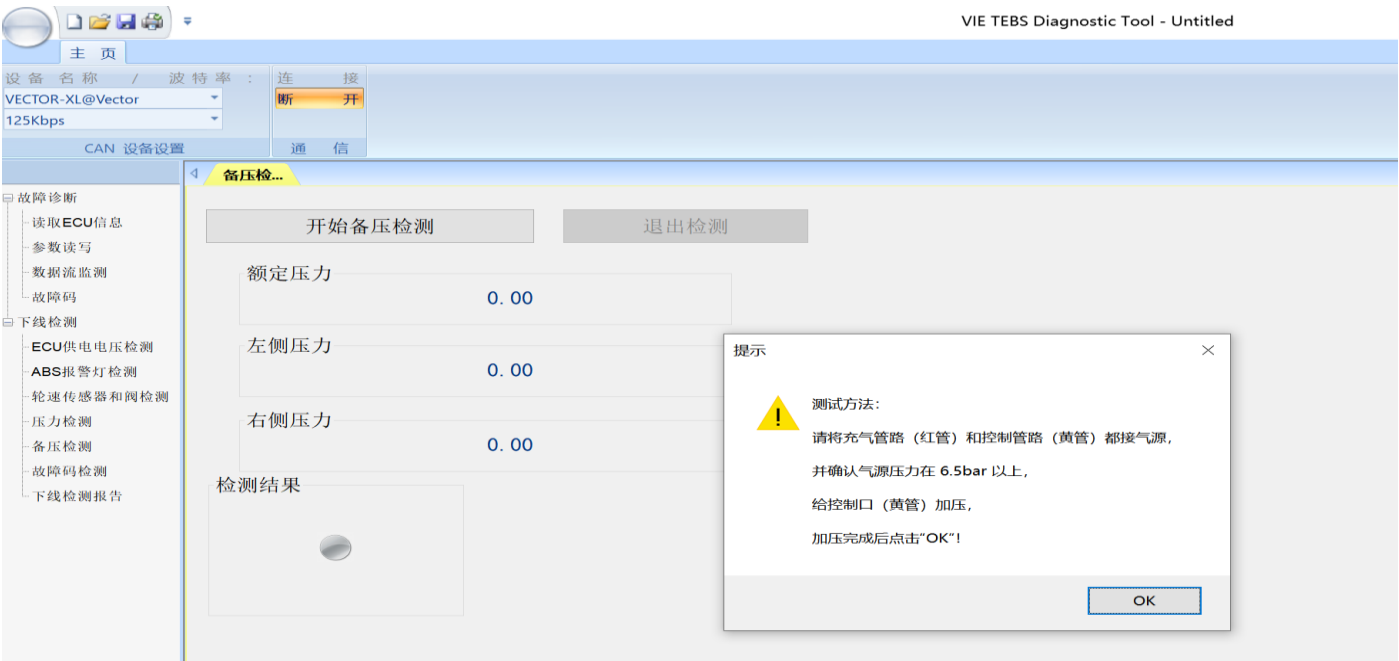 VIE TEBS Diagnostic Tool - Untitled
主 页
设备 名称 / 波特率:
连 接
VECTOR-XL@Vector
断 开
125Kbps
CAN 设备设置
通 信
备压检...
故障诊断
读取ECU信息
参数读写
数据流监测
故障码
下线检测
ECU供电电压检测
ABS报警灯检测
轮速传感器和阀检测
压力检测
备压检测
故障码检测
下线检测报告
开始备压检测
退出检测
额定压力
0.00
左侧压力
0.00
右侧压力
0.00
检测结果
提示
测试方法:
请将充气管路（红管）和控制管路（黄管）都接气源,
并确认气源压力在 6.5bar 以上,
给控制口（黄管）加压,
加压完成后点击“OK”!
OK